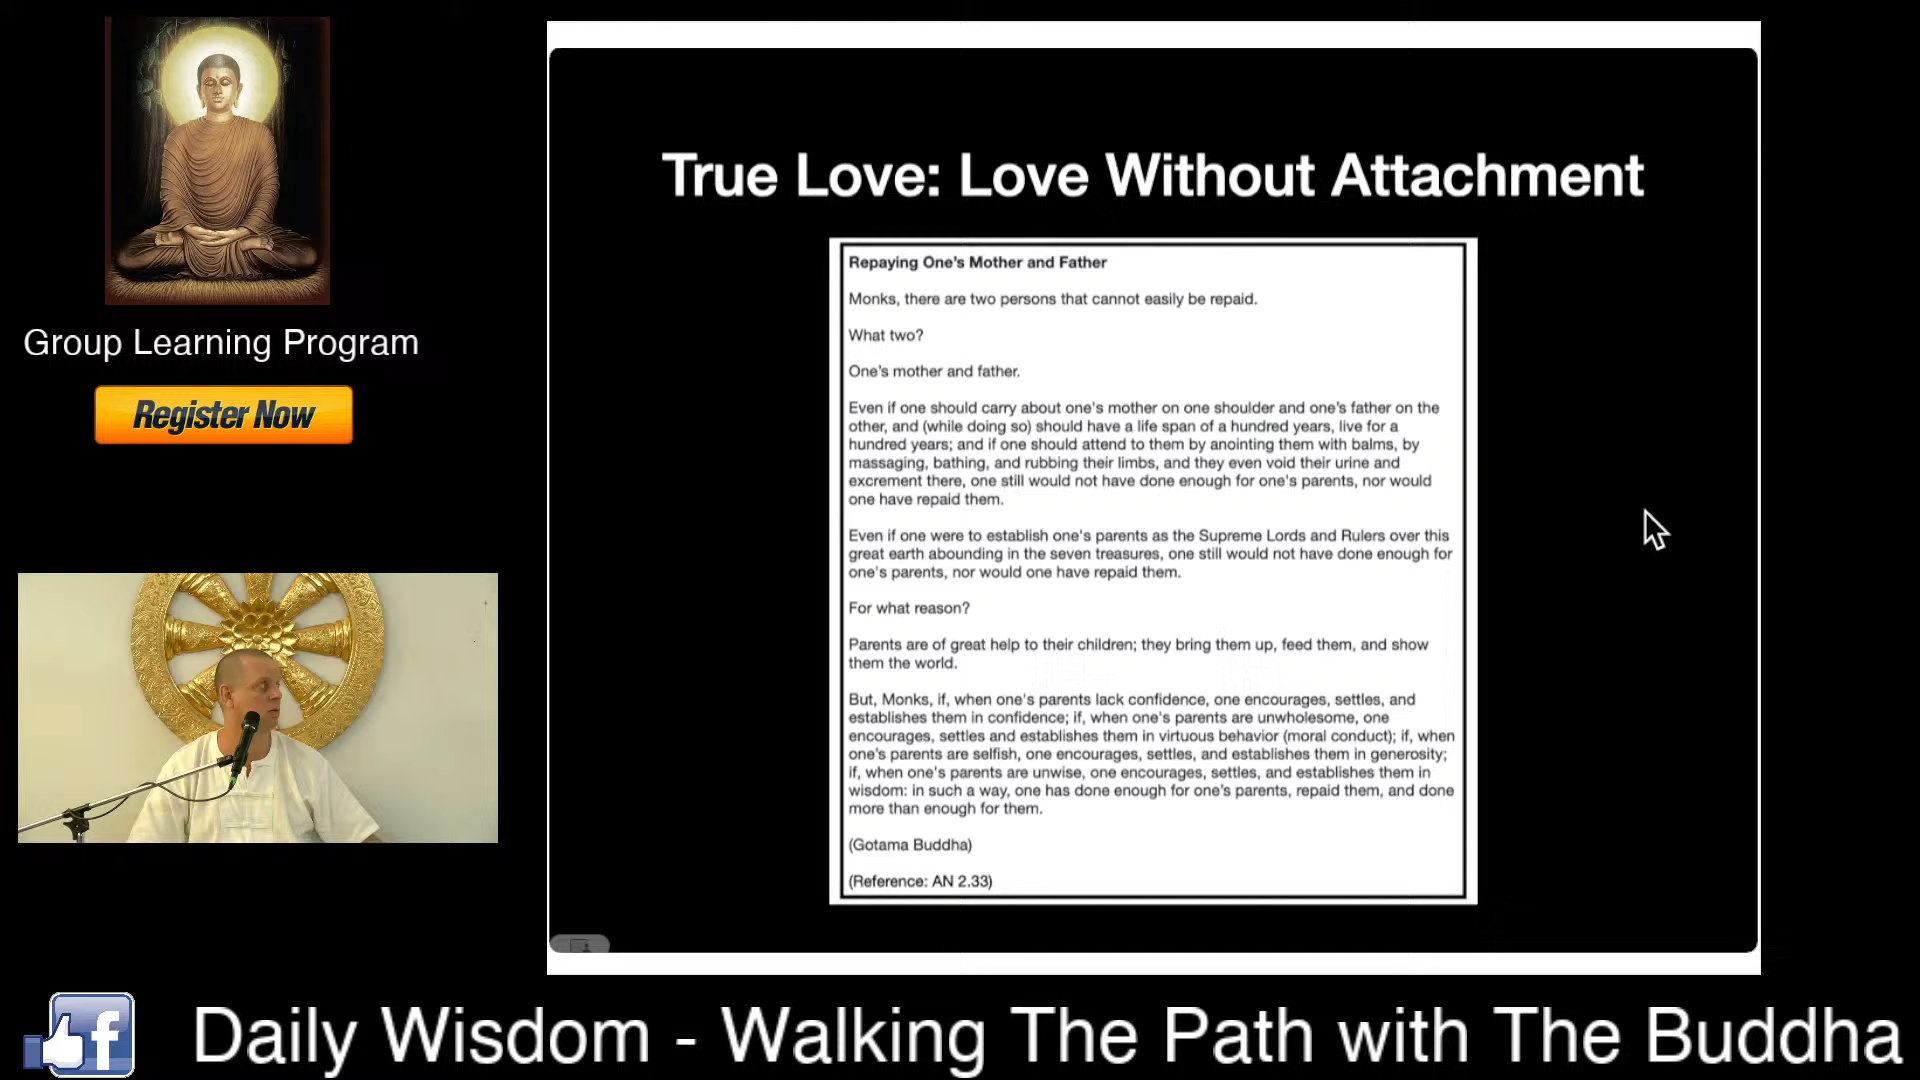 Group Learning Program
Register Now
True Love: Love Without Attachment
Repaying One's Mother and Father
Monks, there are two persons that cannot easily be repaid.
What two?
One's mother and father.
Even if one should carry about one's mother on one shoulder and one's father on the
other, and (while doing so) should have a life span of a hundred years, live for a
hundred years; and if one should attend to them by anointing them with balms, by
massaging, bathing, and rubbing their limbs, and they even void their urine and
excrement there, one still would not have done enough for one's parents, nor would
one have repaid them.
Even if one were to establish one's parents as the Supreme Lords and Rulers over this
great earth abounding in the seven treasures, one still would not have done enough for
one's parents, nor would one have repaid them.
For what reason?
Parents are of great help to their children; they bring them up, feed them, and show
them the world.
But, Monks, if, when one's parents lack confidence, one encourages, settles, and
establishes them in confidence; if, when one's parents are unwholesome, one
encourages, settles and establishes them in virtuous behavior (moral conduct); if, when
one's parents are selfish, one encourages, settles, and establishes them in generosity;
if, when one's parents are unwise, one encourages, settles, and establishes them in
wisdom: in such a way, one has done enough for one's parents, repaid them, and done
more than enough for them.
(Gotama Buddha)
(Reference: AN 2.33)
f Daily Wisdom - Walking The Path with The Buddha